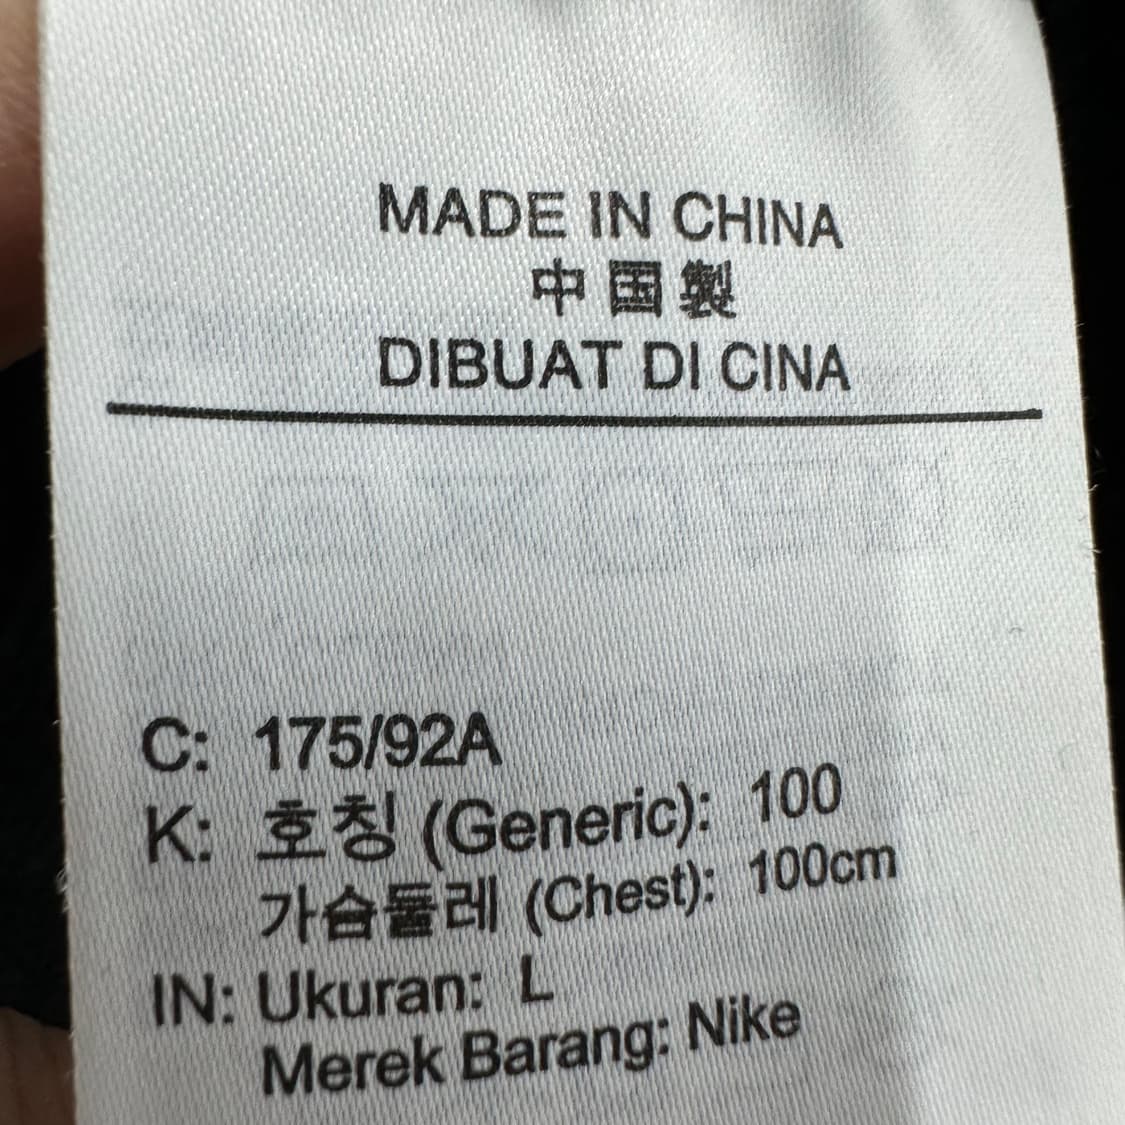 MADE IN CHINA
中国製
DIBUAT DI CINA
C: 175/92A
K: 호칭 (Generic): 100
가슴둘레 (Chest): 100cm
IN: Ukuran: L
Merek Barang: Nike